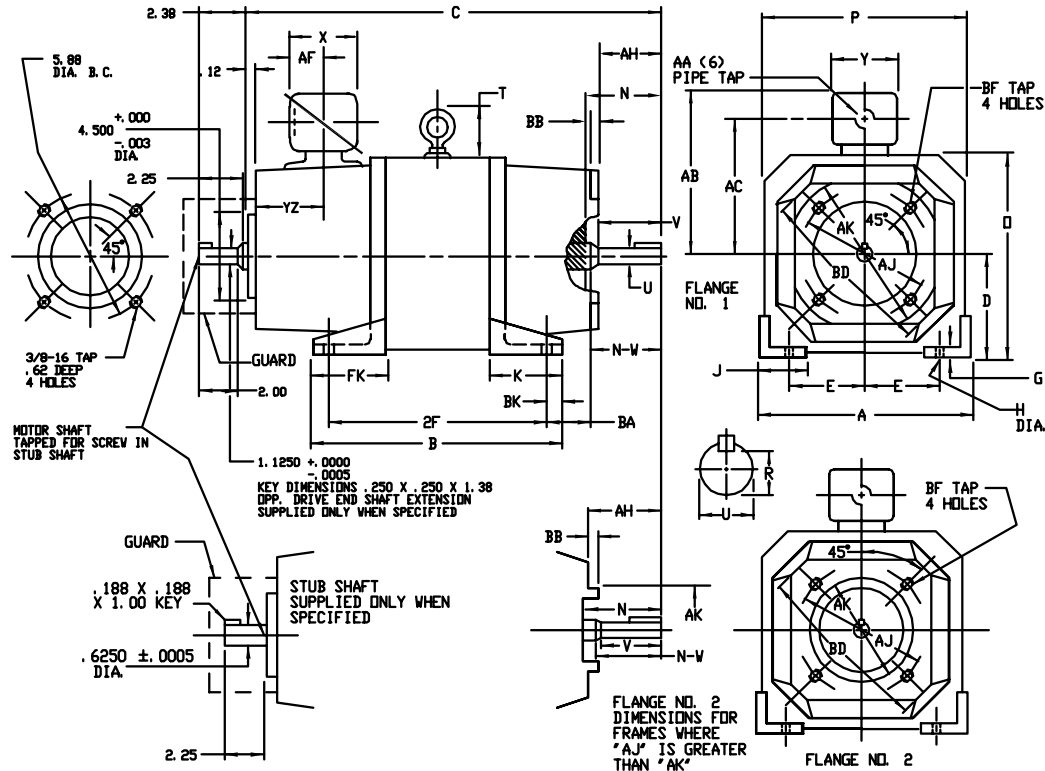 2.38
C
P
X
AF
AH
Y
5.88
DIA. B.C.
.12
T
N
AA (6)
PIPE TAP
BF TAP
4 HOLES
BB
+.000
4.500
-.003
DIA.
2.25
AB
AC
O
YZ
V
45°
45°
AK
AJ
BD
D
U
FLANGE
NO. 1
3/8-16 TAP
.62 DEEP
4 HOLES
GUARD
N-W
2.00
FK
K
J
E
E
G
BK
A
H
DIA.
2F
BA
B
MOTOR SHAFT
TAPPED FOR SCREW IN
STUB SHAFT
1.1250 +.0000
-.0005
KEY DIMENSIONS .250 X .250 X 1.38
OPP. DRIVE END SHAFT EXTENSION
SUPPLIED ONLY WHEN SPECIFIED
R
U
BF TAP
4 HOLES
AH
BB
GUARD
45°
.188 X .188
X 1.00 KEY
STUB SHAFT
SUPPLIED ONLY WHEN
SPECIFIED
N
AK
AK
AJ
BD
V
N-W
.6250 ±.0005
DIA.
2.25
FLANGE NO. 2
DIMENSIONS FOR
FRAMES WHERE
"AJ" IS GREATER
THAN "AK"
FLANGE NO. 2